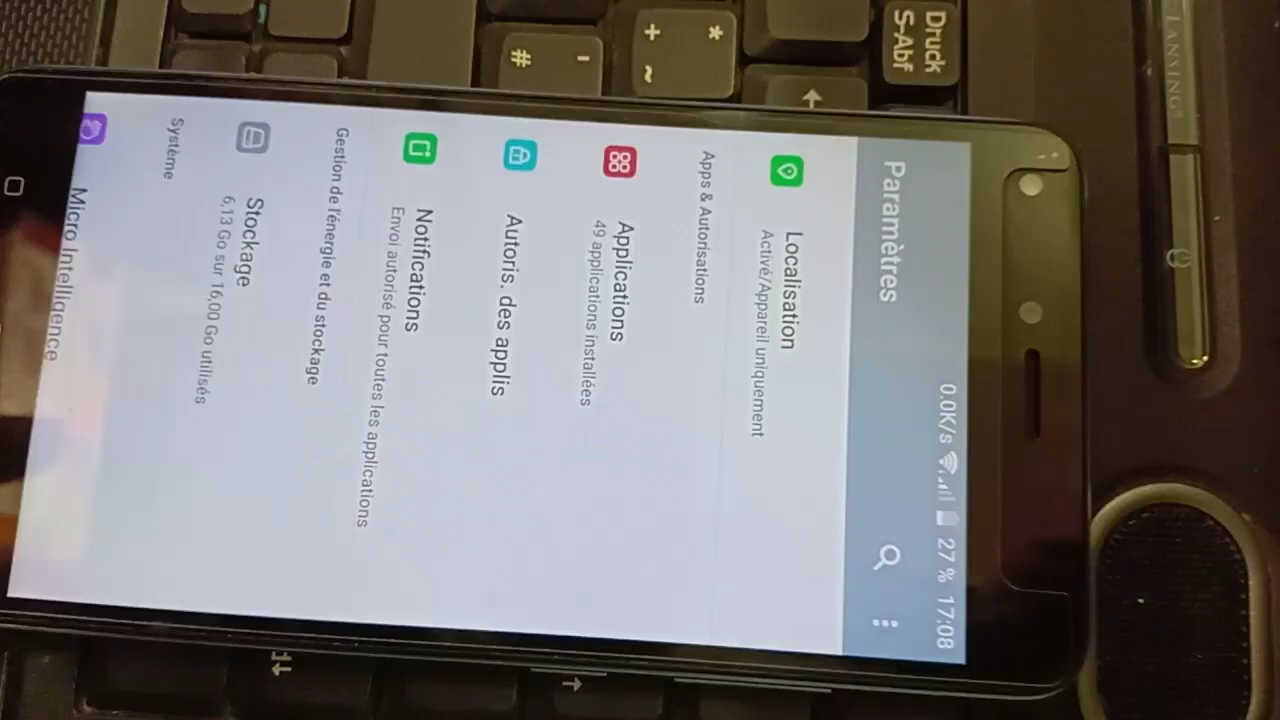 0.0K/s 27 % 17:08
Paramètres
Localisation
Activé/Appareil uniquement
Apps & Autorisations
Applications
49 applications installées
Autoris. des applis
Notifications
Envoi autorisé pour toutes les applications
Gestion de l'énergie et du stockage
Stockage
6,13 Go sur 16,00 Go utilisés
Système
Micro Intelligence
Druck
S-Abf
*
+ ~
'
#
LANSING®